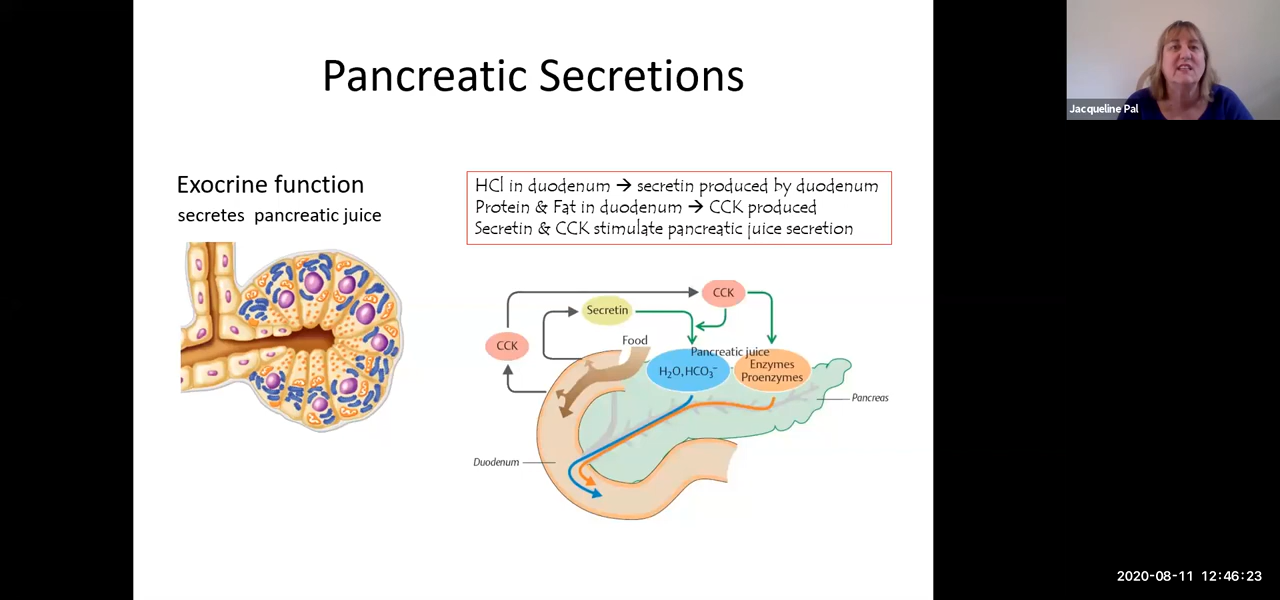 Pancreatic Secretions
Jacqueline Pal
Exocrine function
secretes pancreatic juice
HCl in duodenum → secretin produced by duodenum
Protein & Fat in duodenum → CCK produced
Secretin & CCK stimulate pancreatic juice secretion
CCK
Secretin
Food
CCK
Pancreatic juice
H₂O, HCO₃⁻
Enzymes
Proenzymes
Pancreas
Duodenum
2020-08-11 12:46:23